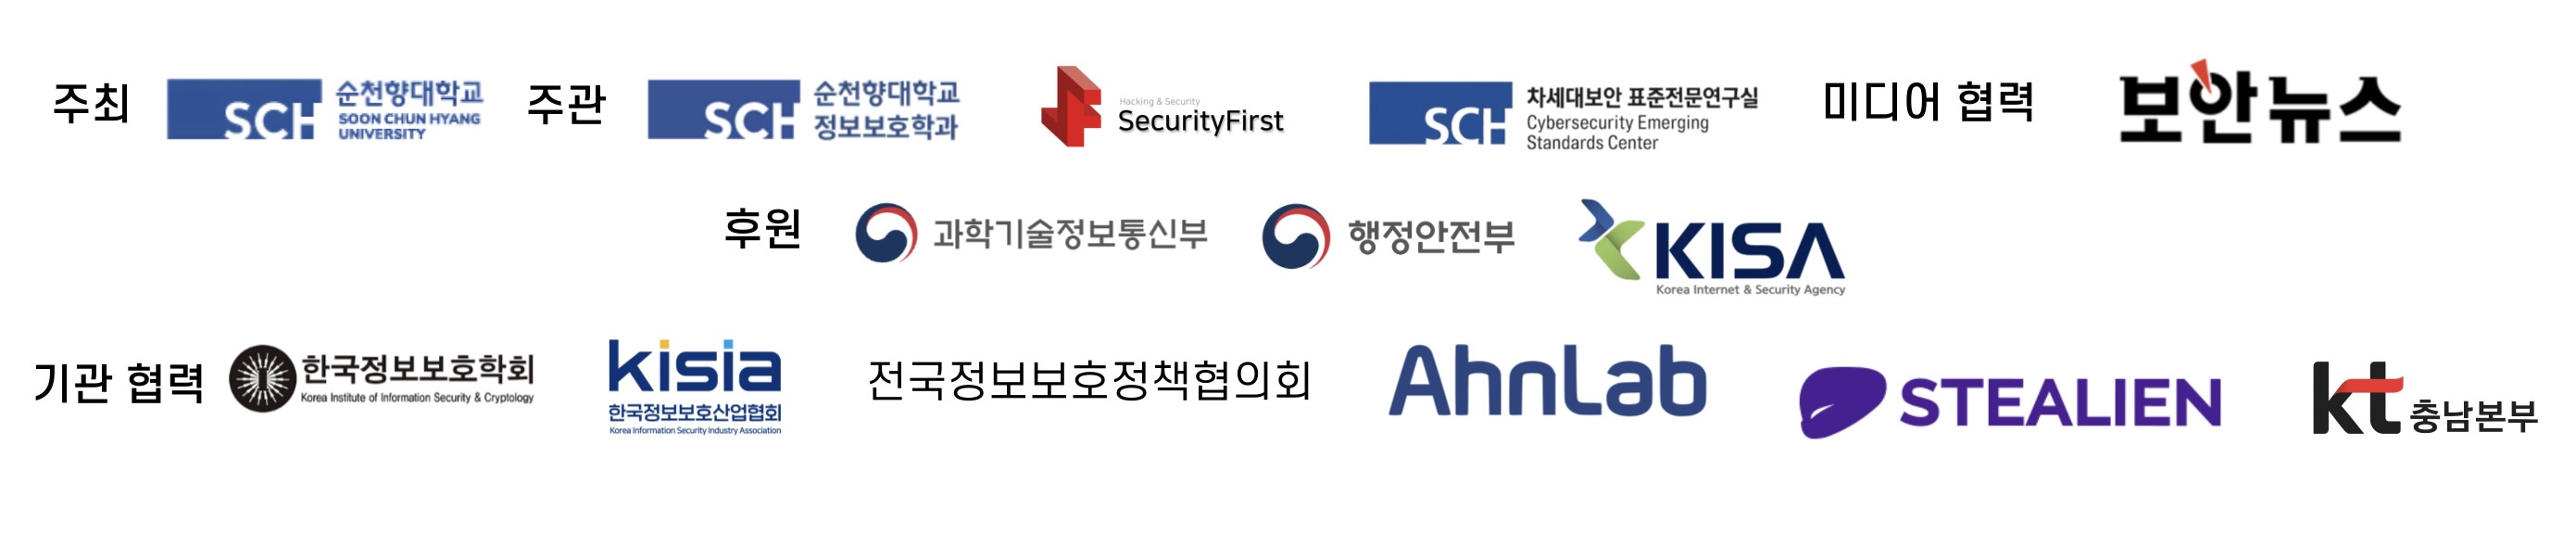 주최
SCH
순천향대학교
SOON CHUN HYANG
UNIVERSITY
주관
SCH
순천향대학교
정보보호학과
Hacking & Security
SecurityFirst
SCH
차세대보안 표준전문연구실
Cybersecurity Emerging
Standards Center
미디어 협력
보안뉴스
후원
과학기술정보통신부
행정안전부
KISA
Korea Internet & Security Agency
기관 협력
한국정보보호학회
Korea Institute of Information Security & Cryptology
kisia
한국정보보호산업협회
Korea Information Security Industry Association
전국정보보호정책협의회
AhnLab
STEALIEN
kt 충남본부